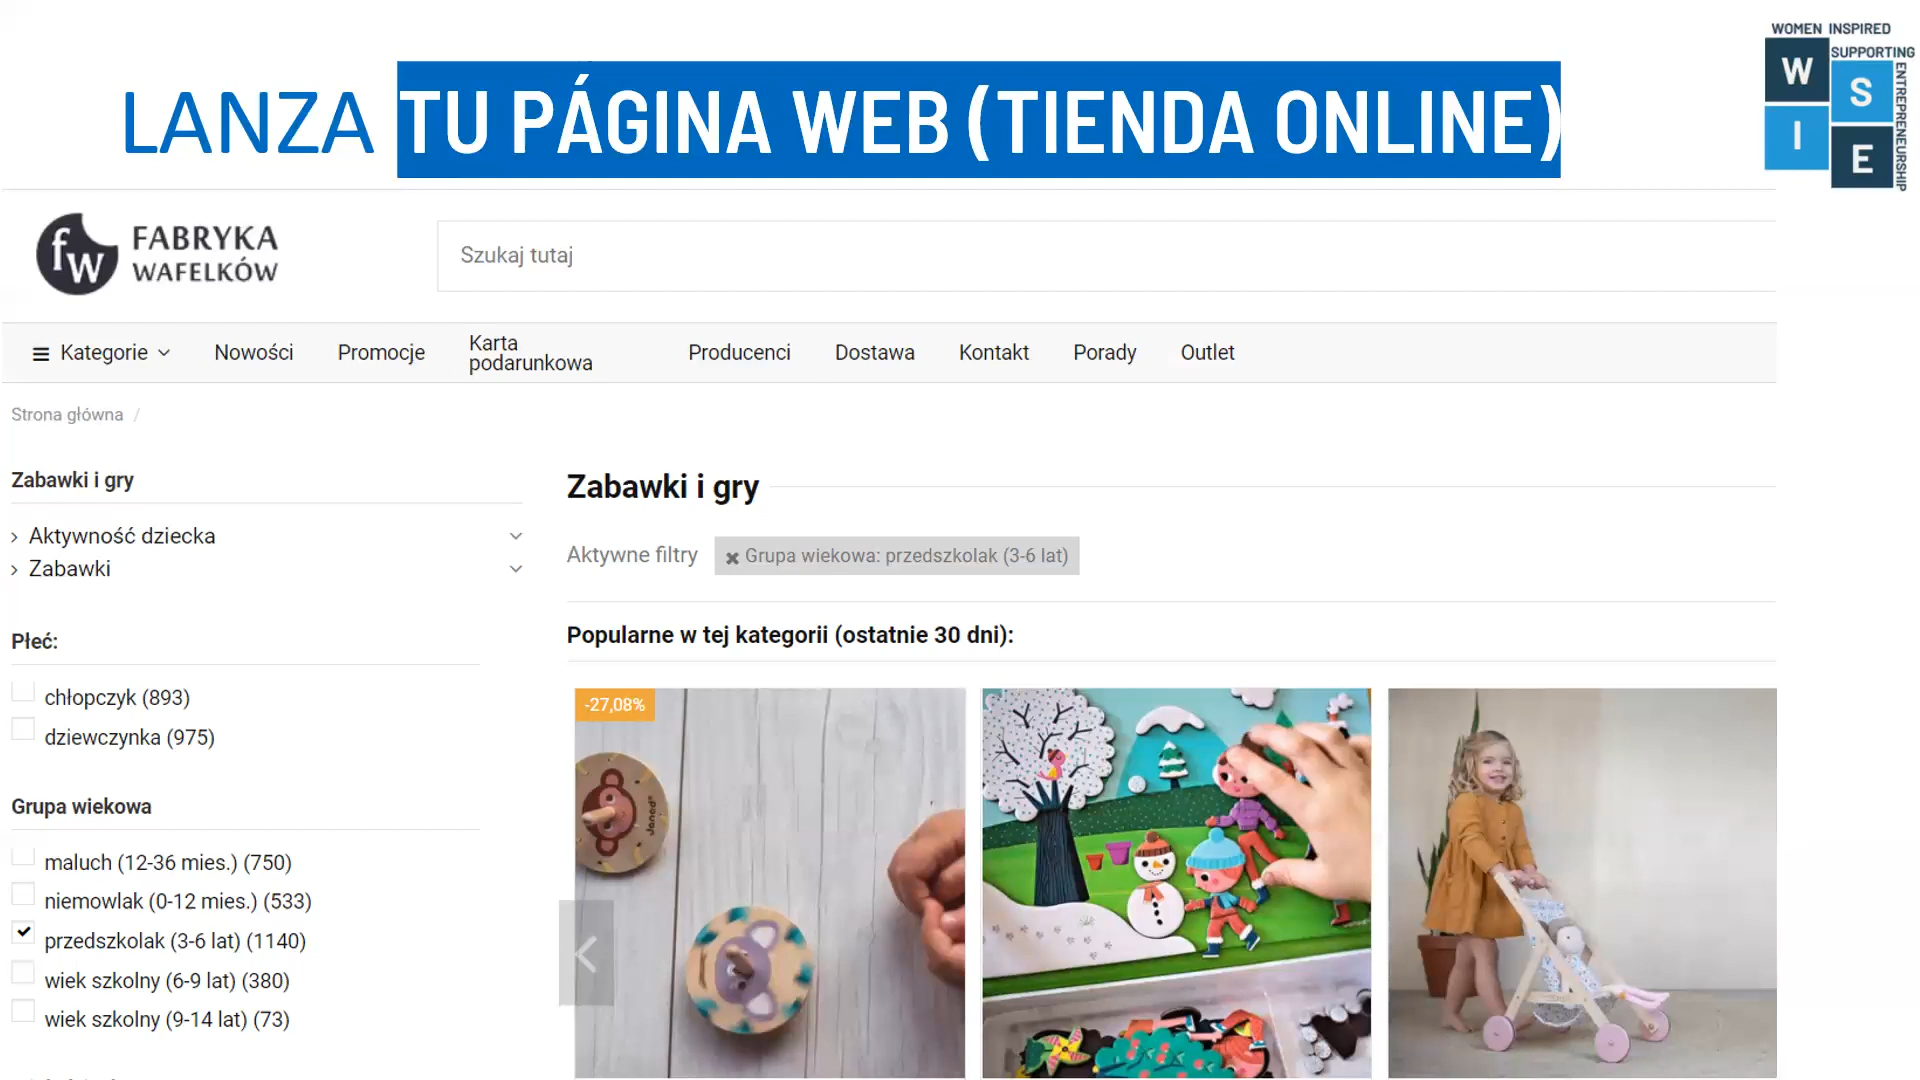 LANZA TU PÁGINA WEB (TIENDA ONLINE)
WOMEN INSPIRED
SUPPORTING
ENTREPRENEURSHIP
W
S
I
E
fw
FABRYKA
WAFELKÓW
Szukaj tutaj
Kategorie
Nowości
Promocje
Karta
podarunkowa
Producenci
Dostawa
Kontakt
Porady
Outlet
Strona główna /
Zabawki i gry
Aktywność dziecka
Zabawki
Płeć:
chłopczyk (893)
dziewczynka (975)
Grupa wiekowa
maluch (12-36 mies.) (750)
niemowlak (0-12 mies.) (533)
przedszkolak (3-6 lat) (1140)
wiek szkolny (6-9 lat) (380)
wiek szkolny (9-14 lat) (73)
Zabawki i gry
Aktywne filtry
Grupa wiekowa: przedszkolak (3-6 lat)
Popularne w tej kategorii (ostatnie 30 dni):
-27,08%
Janod